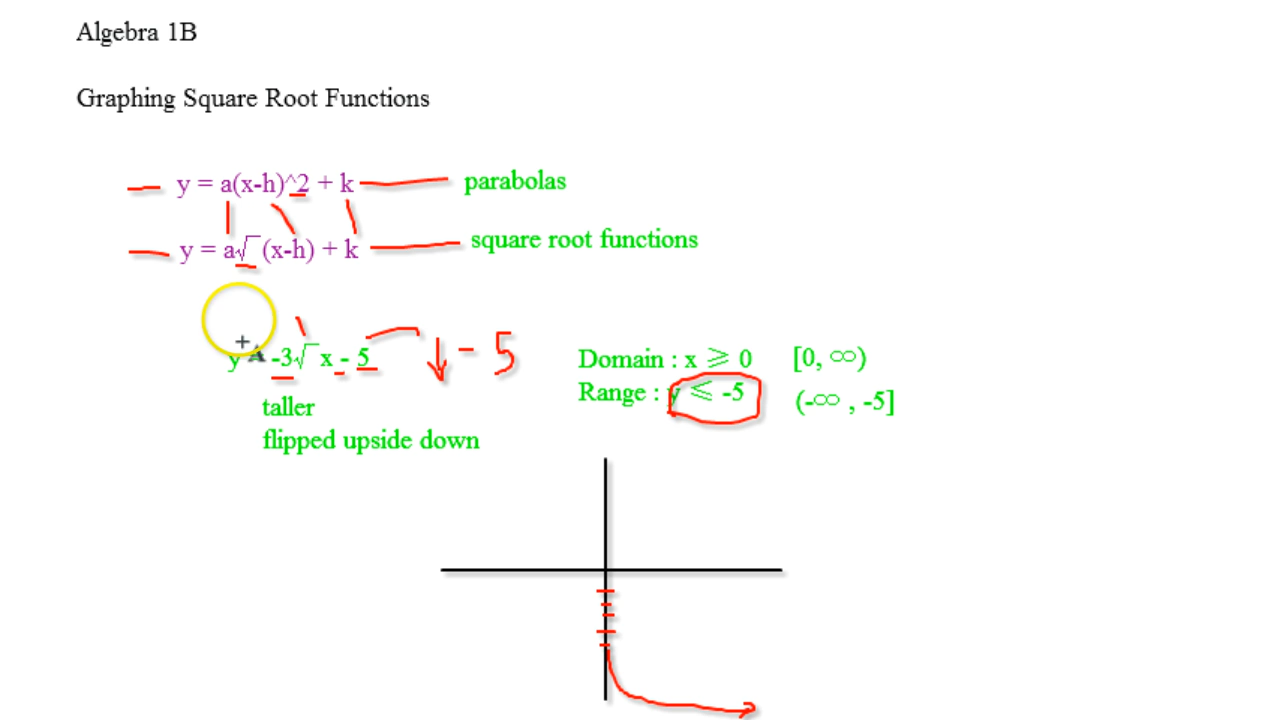 Algebra 1B
Graphing Square Root Functions
y = a(x-h)^2 + k parabolas
y = a√ (x-h) + k square root functions
y = -3√ x - 5 ↓ - 5
Domain : x ≥ 0 [0, ∞)
Range : y ≤ -5 (-∞ , -5]
taller
flipped upside down